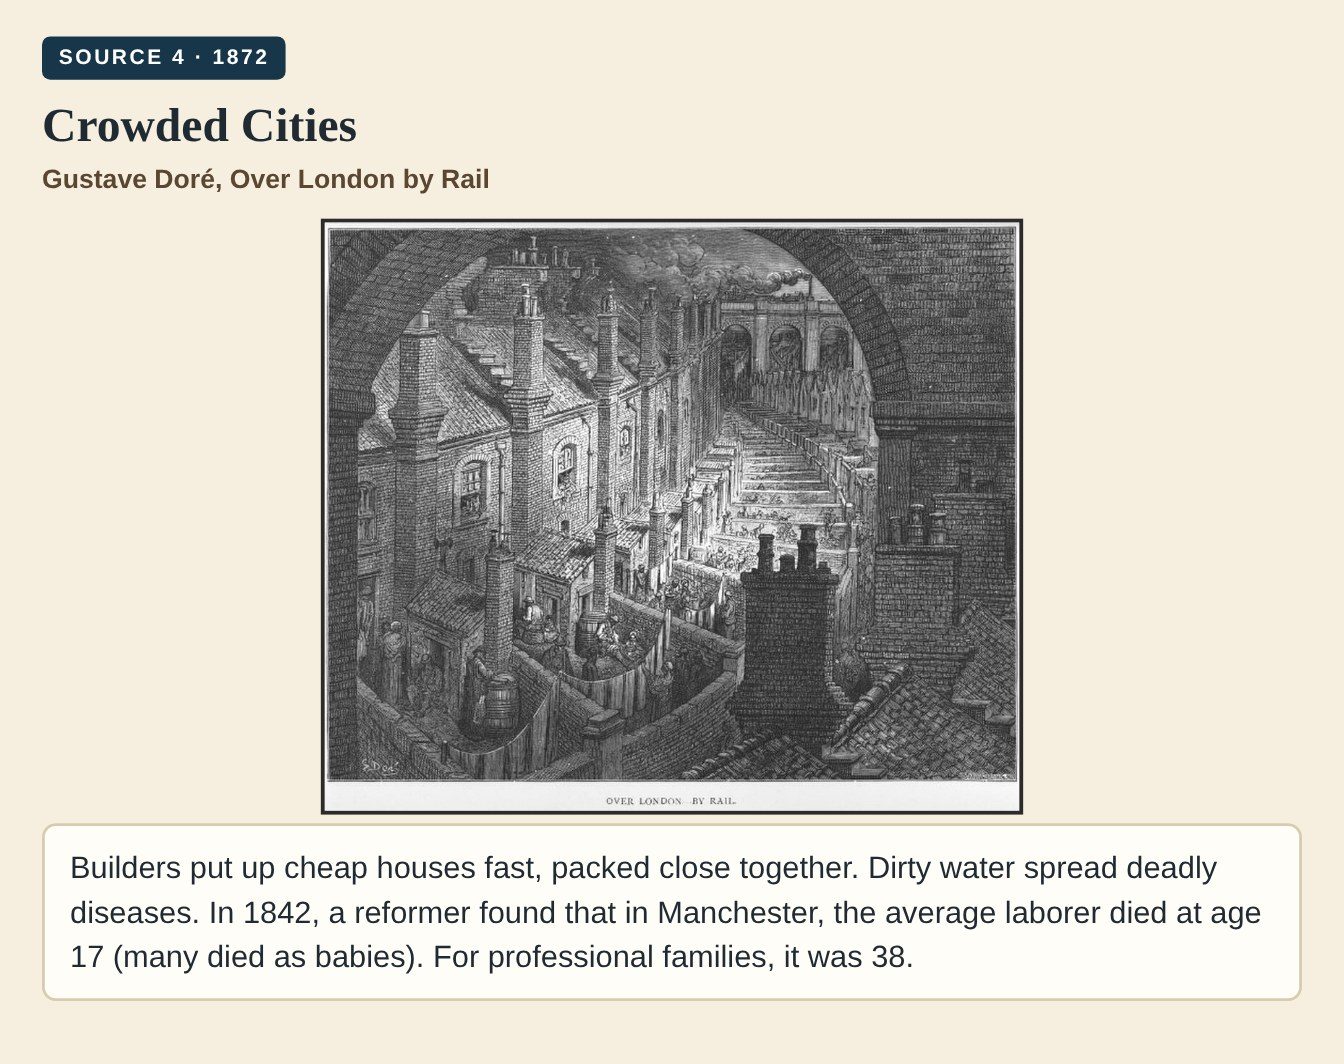 SOURCE 4 · 1872
Crowded Cities
Gustave Doré, Over London by Rail
G. Doré
OVER LONDON BY RAIL.
Builders put up cheap houses fast, packed close together. Dirty water spread deadly
diseases. In 1842, a reformer found that in Manchester, the average laborer died at age
17 (many died as babies). For professional families, it was 38.